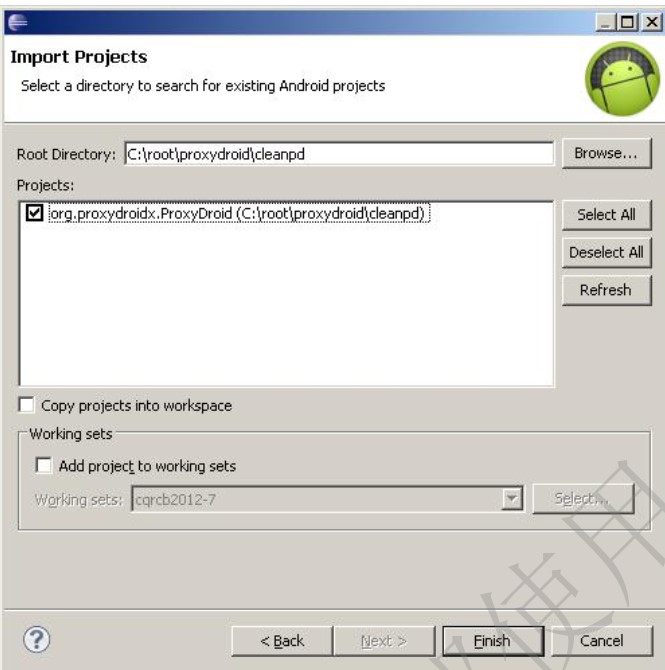 Import Projects
Select a directory to search for existing Android projects
Root Directory: C:\root\proxydroid\cleanpd Browse...
Projects:
org.proxydroidx.ProxyDroid (C:\root\proxydroid\cleanpd) Select All
Deselect All
Refresh
Copy projects into workspace
Working sets
Add project to working sets
Working sets: cqrcb2012-7 Select...
? < Back Next > Finish Cancel
使用